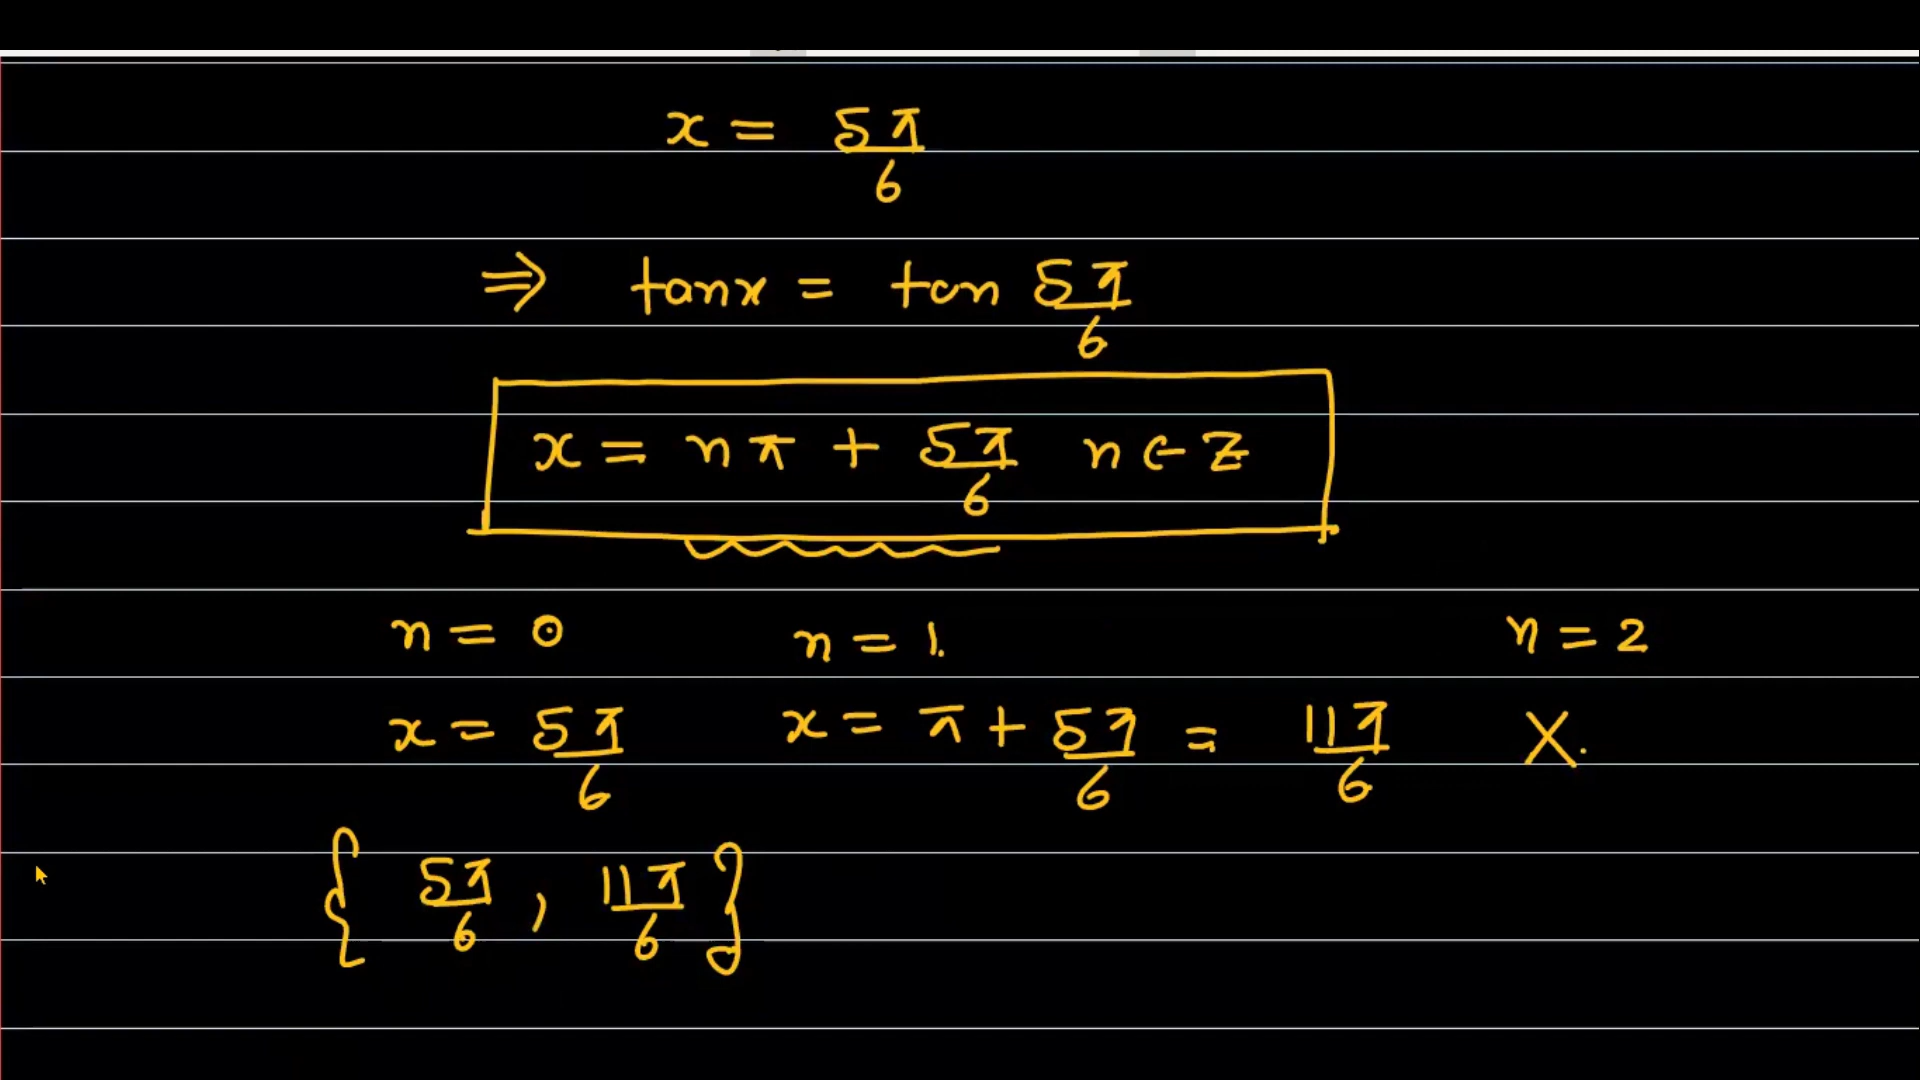 x = 5π/6
⇒ tanx = tan 5π/6
x = nπ + 5π/6 n ∈ Z
n = 0 n = 1. n = 2
x = 5π/6 x = π + 5π/6 = 11π/6 X.
{ 5π/6 , 11π/6 }